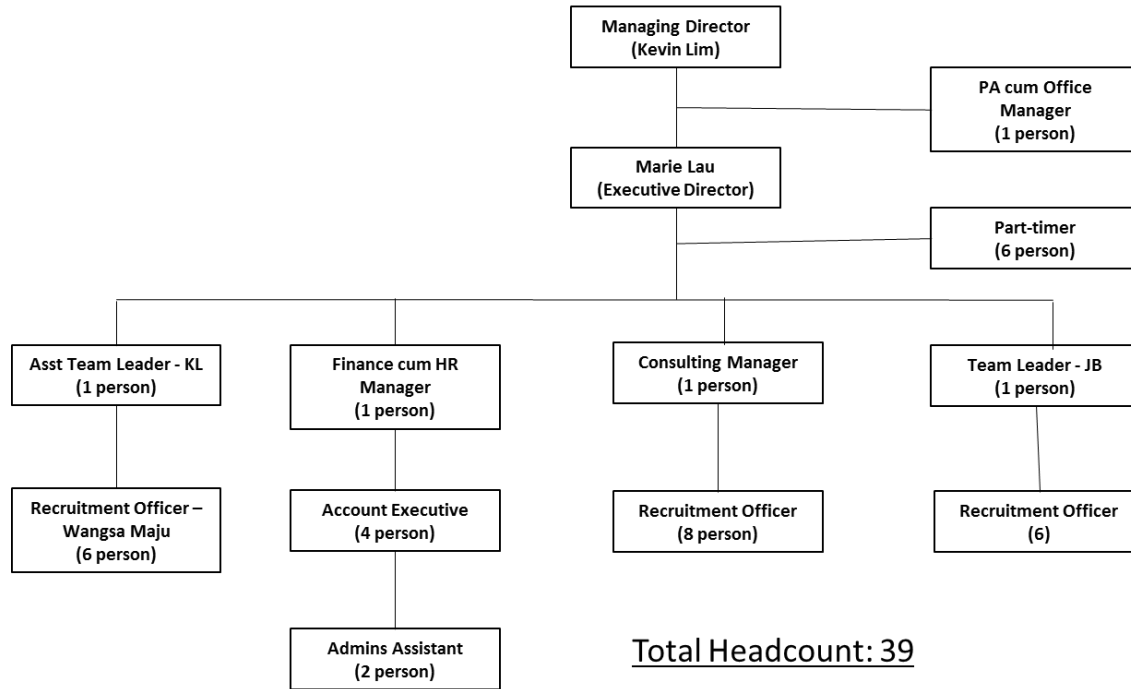 Managing Director
(Kevin Lim)
PA cum Office
Manager
(1 person)
Marie Lau
(Executive Director)
Part-timer
(6 person)
Asst Team Leader - KL
(1 person)
Finance cum HR
Manager
(1 person)
Consulting Manager
(1 person)
Team Leader - JB
(1 person)
Recruitment Officer –
Wangsa Maju
(6 person)
Account Executive
(4 person)
Recruitment Officer
(8 person)
Recruitment Officer
(6)
Admins Assistant
(2 person)
Total Headcount: 39